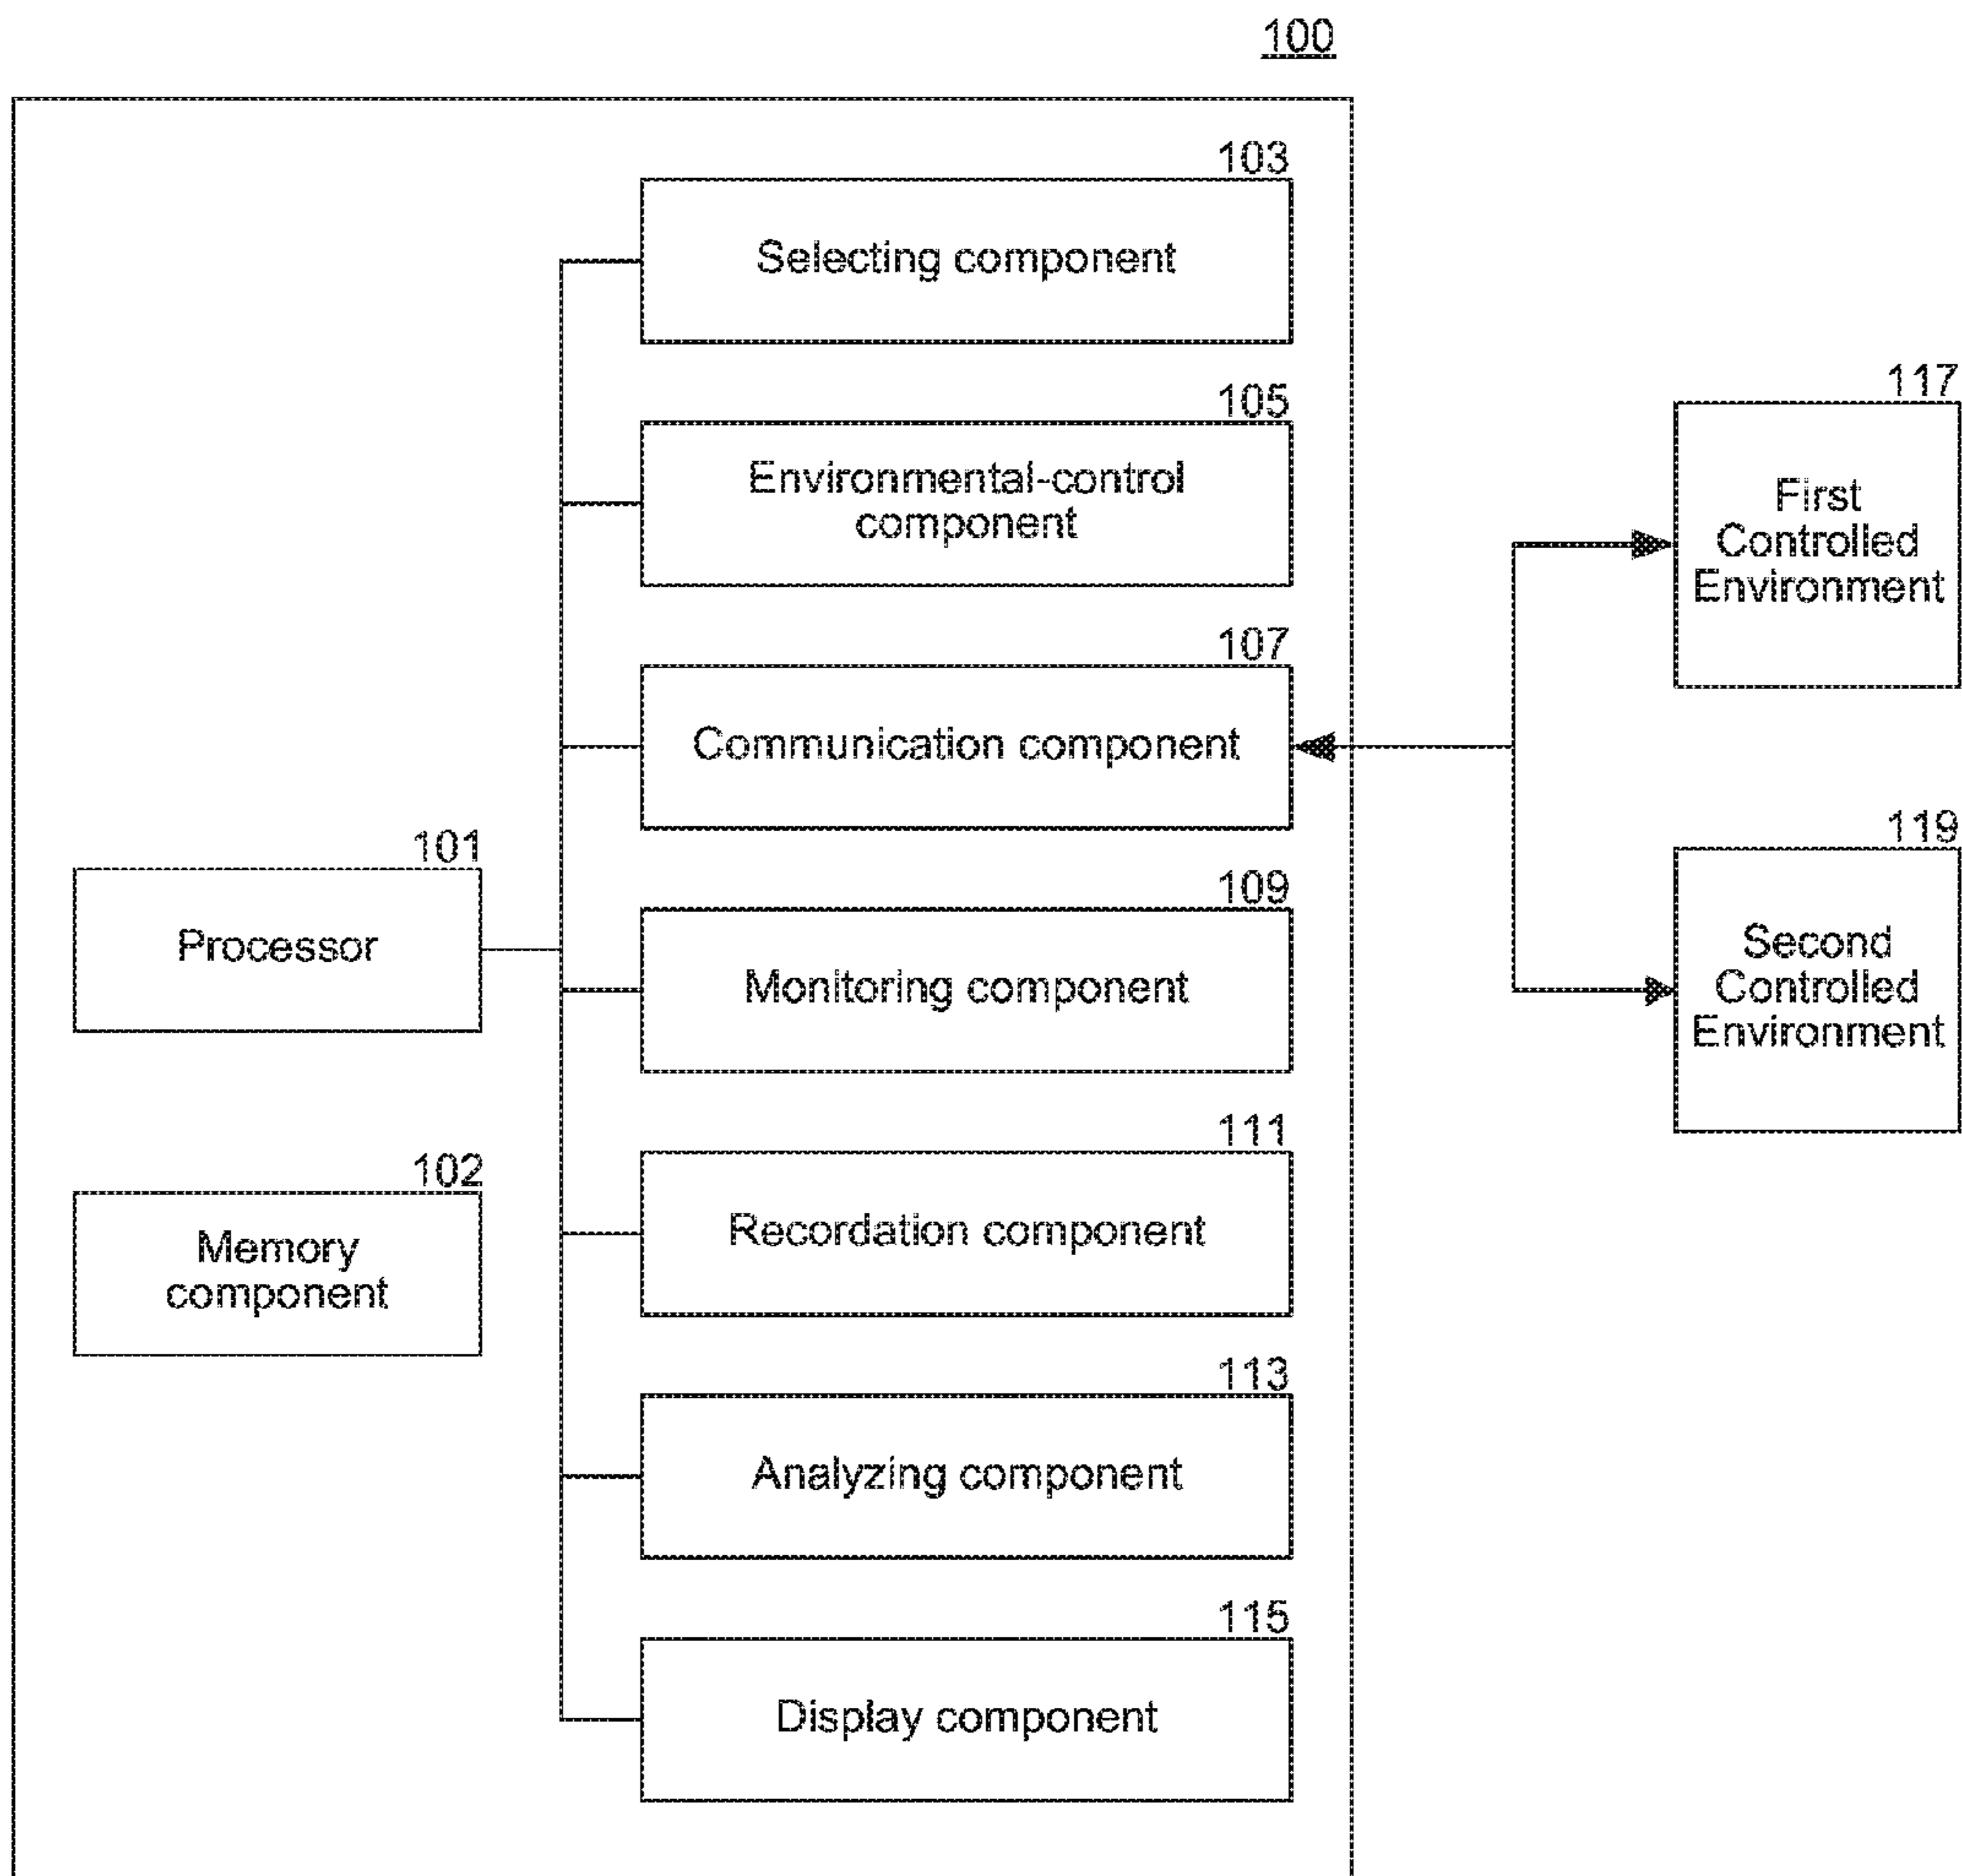 100
103
Selecting component
105
Environmental-control
component
107
Communication component
117
First
Controlled
Environment
101
Processor
109
Monitoring component
119
Second
Controlled
Environment
102
Memory
component
111
Recordation component
113
Analyzing component
115
Display component